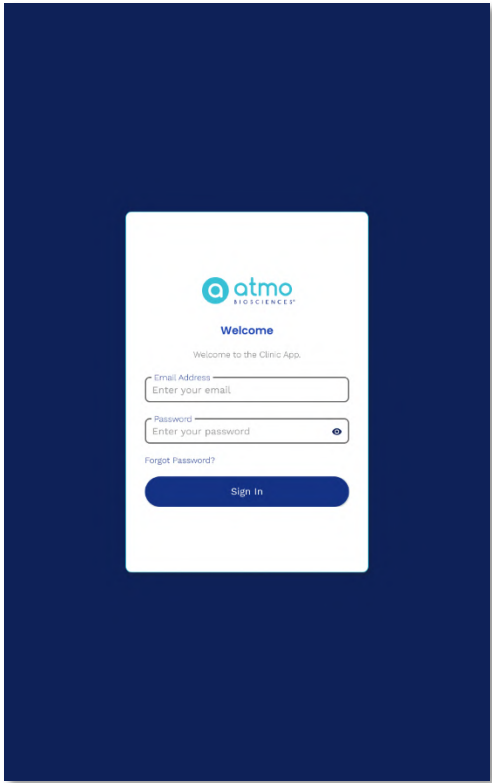 a atmo
BIOSCIENCES
Welcome
Welcome to the Clinic App.
Email Address
Enter your email
Password
Enter your password
Forgot Password?
Sign In